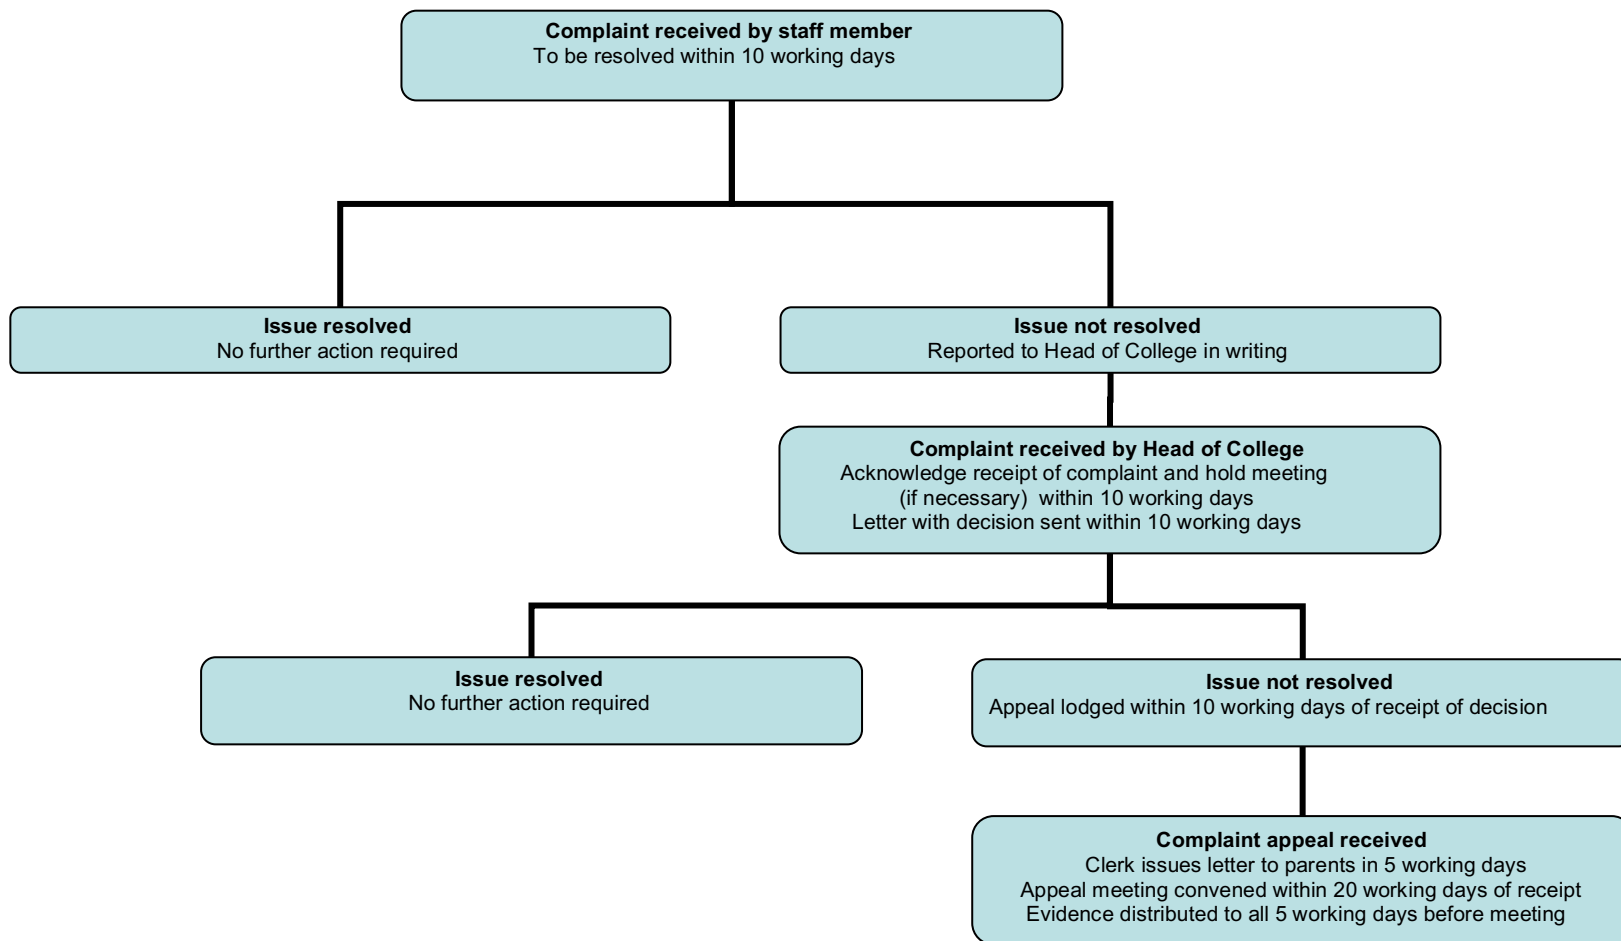 Complaint received by staff member
To be resolved within 10 working days
Issue resolved
No further action required
Issue not resolved
Reported to Head of College in writing
Complaint received by Head of College
Acknowledge receipt of complaint and hold meeting
(if necessary)  within 10 working days
Letter with decision sent within 10 working days
Issue resolved
No further action required
Issue not resolved
Appeal lodged within 10 working days of receipt of decision
Complaint appeal received
Clerk issues letter to parents in 5 working days
Appeal meeting convened within 20 working days of receipt
Evidence distributed to all 5 working days before meeting